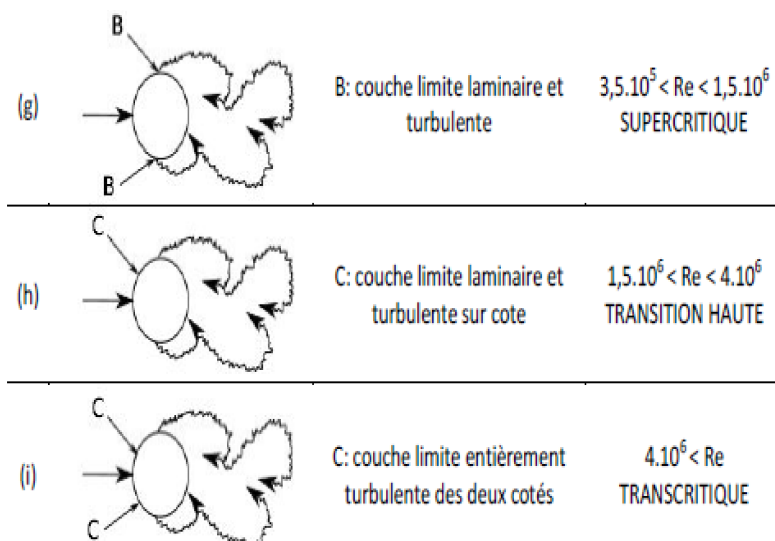 B
(g)
B
B: couche limite laminaire et
turbulente
3,5.10⁵ < Re < 1,5.10⁶
SUPERCRITIQUE
C
(h)
C: couche limite laminaire et
turbulente sur cote
1,5.10⁶ < Re < 4.10⁶
TRANSITION HAUTE
C
(i)
C
C: couche limite entièrement
turbulente des deux cotés
4.10⁶ < Re
TRANSCRITIQUE